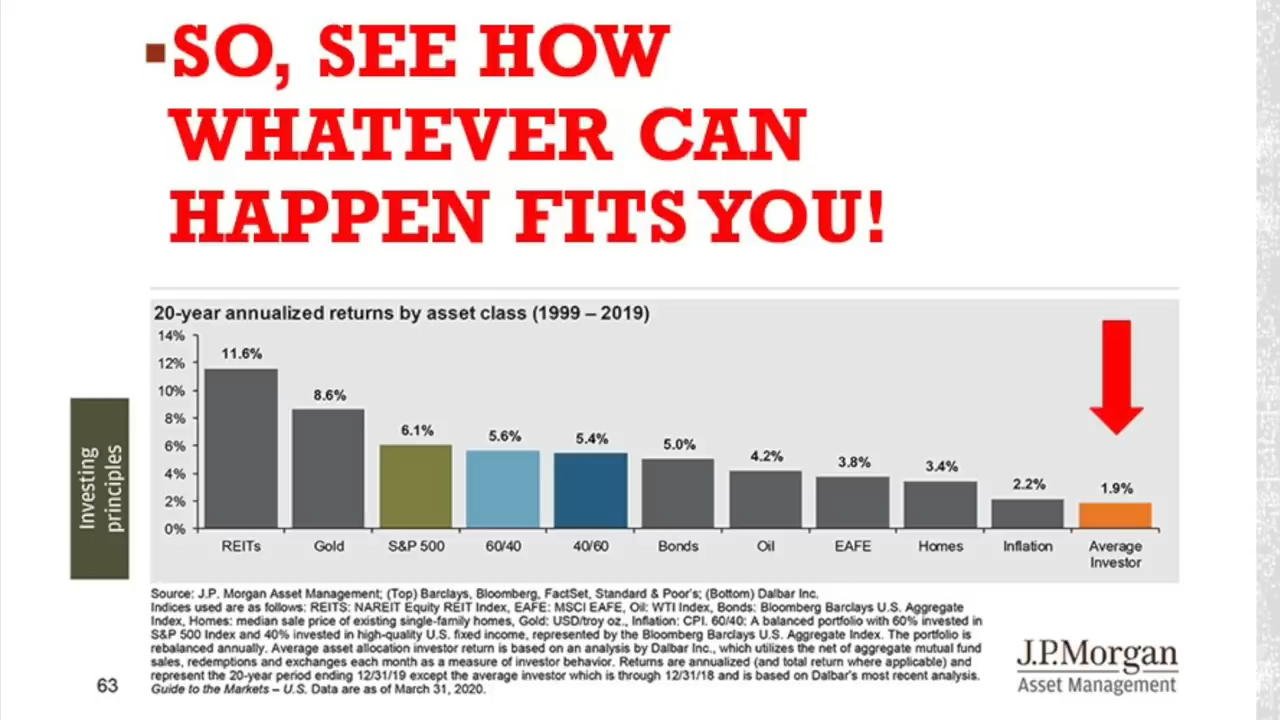 ▪SO, SEE HOW
WHATEVER CAN
HAPPEN FITS YOU!
20-year annualized returns by asset class (1999 – 2019)
14%
12%
10%
8%
6%
4%
2%
0%
11.6%
8.6%
6.1%
5.6%
5.4%
5.0%
4.2%
3.8%
3.4%
2.2%
1.9%
REITs
Gold
S&P 500
60/40
40/60
Bonds
Oil
EAFE
Homes
Inflation
Average
Investor
Investing
principles
Source: J.P. Morgan Asset Management; (Top) Barclays, Bloomberg, FactSet, Standard & Poor's; (Bottom) Dalbar Inc.
Indices used are as follows: REITS: NAREIT Equity REIT Index, EAFE: MSCI EAFE, Oil: WTI Index, Bonds: Bloomberg Barclays U.S. Aggregate
Index, Homes: median sale price of existing single-family homes, Gold: USD/troy oz., Inflation: CPI. 60/40: A balanced portfolio with 60% invested in
S&P 500 Index and 40% invested in high-quality U.S. fixed income, represented by the Bloomberg Barclays U.S. Aggregate Index. The portfolio is
rebalanced annually. Average asset allocation investor return is based on an analysis by Dalbar Inc., which utilizes the net of aggregate mutual fund
sales, redemptions and exchanges each month as a measure of investor behavior. Returns are annualized (and total return where applicable) and
represent the 20-year period ending 12/31/19 except the average investor which is through 12/31/18 and is based on Dalbar's most recent analysis.
Guide to the Markets – U.S. Data are as of March 31, 2020.
63
J.P.Morgan
Asset Management